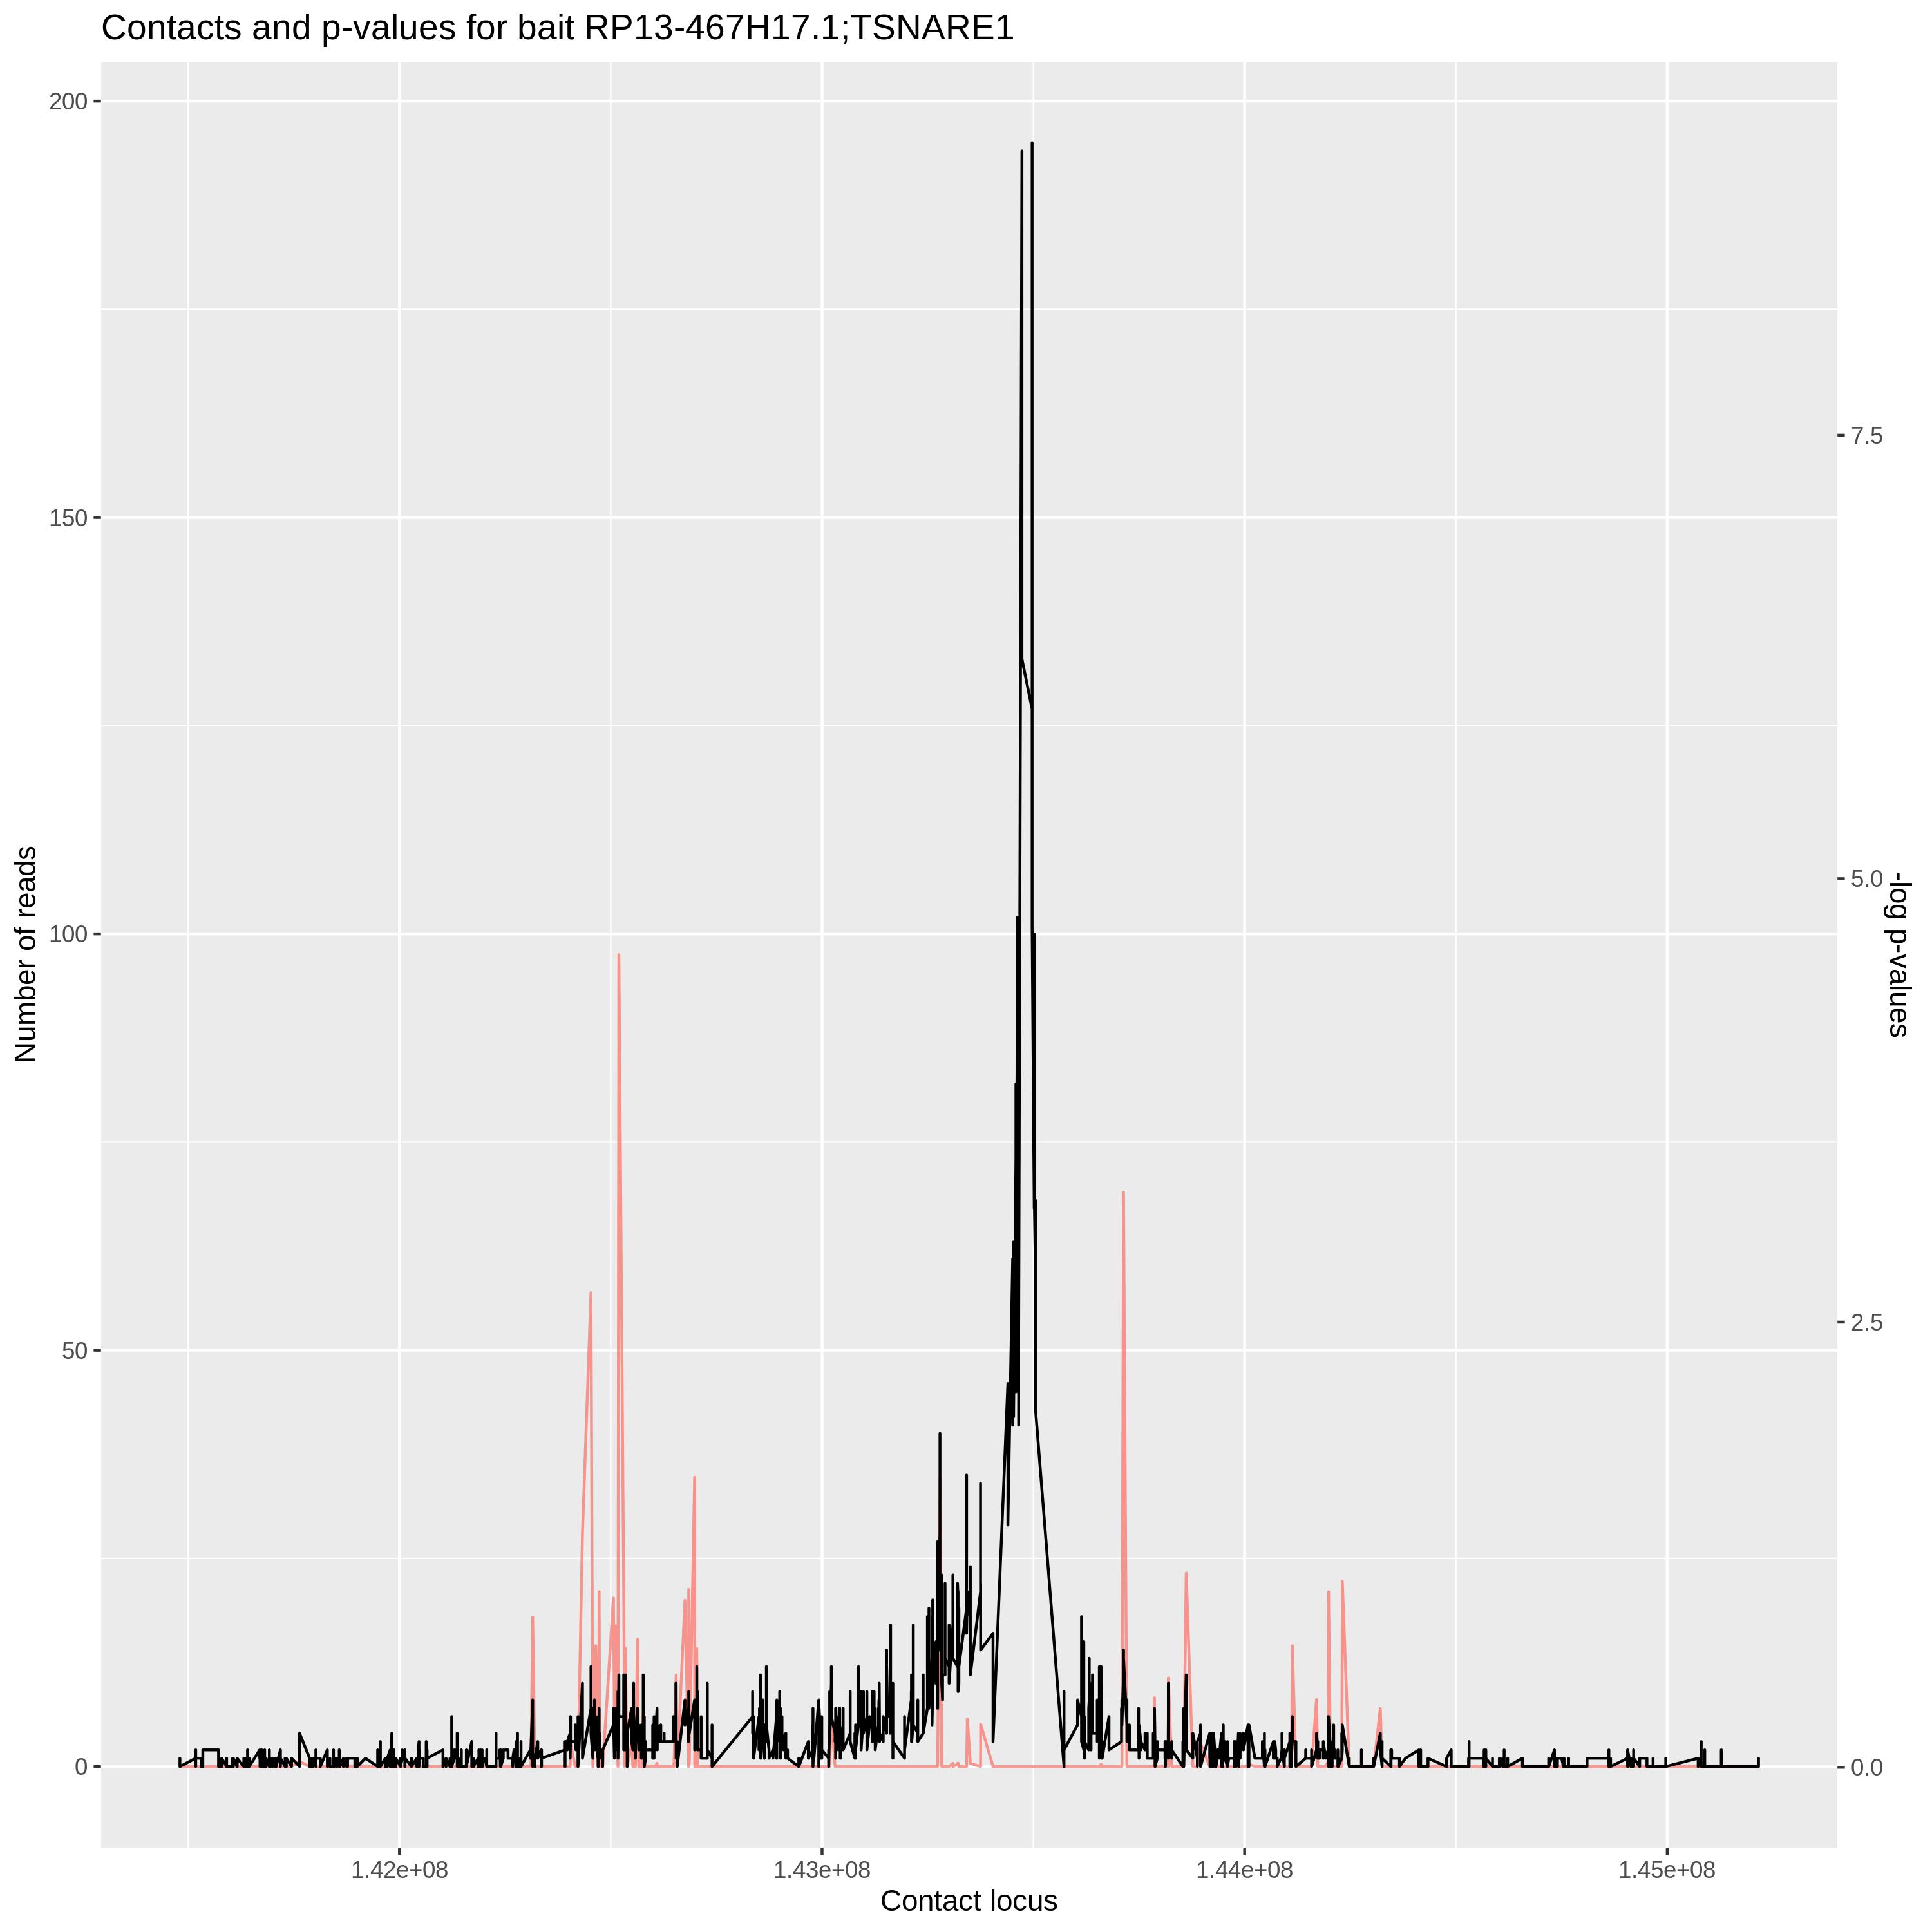 Contacts and p-values for bait RP13-467H17.1;TSNARE1
200
150
100
50
0
Number of reads
7.5
5.0
2.5
0.0
-log p-values
1.42e+08
1.43e+08
1.44e+08
1.45e+08
Contact locus